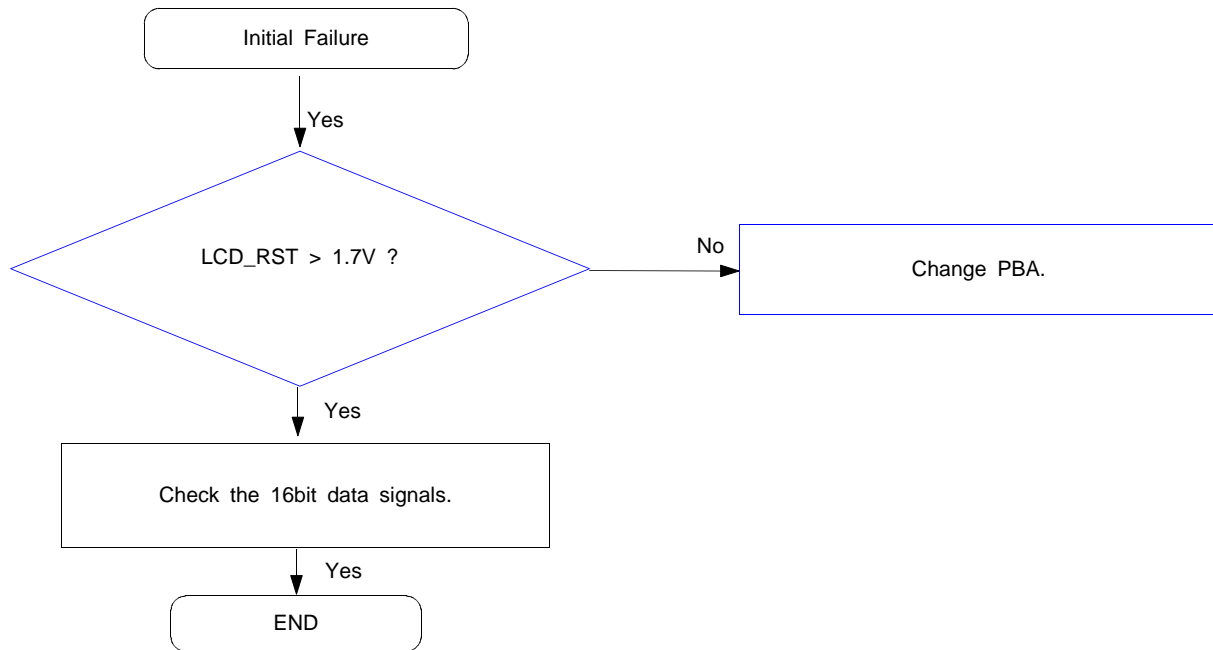 Initial Failure
Yes
LCD_RST > 1.7V ?
No
Change PBA.
Yes
Check the 16bit data signals.
Yes
END